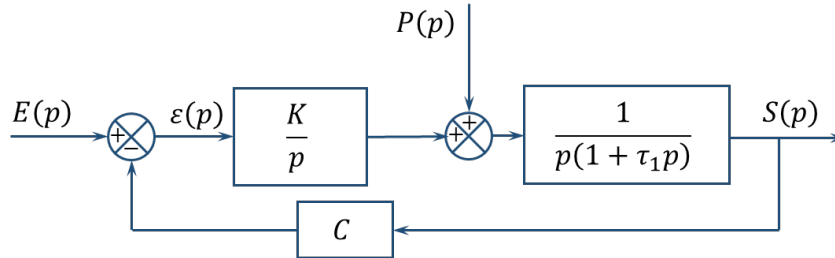 P(p)
E(p)
+
−
ε(p)
K
p
+
+
1
p(1 + τ₁p)
S(p)
C